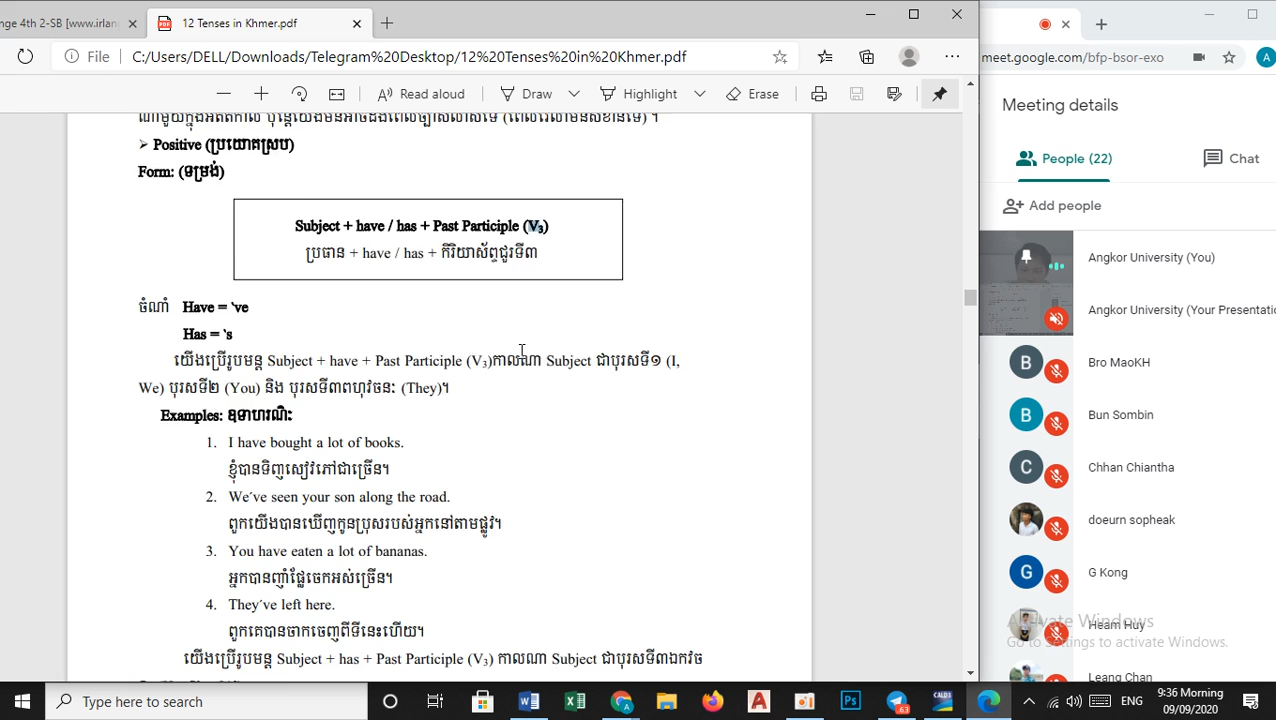 nge 4th 2-SB [www.irlan
12 Tenses in Khmer.pdf
File
C:/Users/DELL/Downloads/Telegram%20Desktop/12%20Tenses%20in%20Khmer.pdf
Read aloud
Draw
Highlight
Erase
➢ Positive (ប្រយោគស្រប)
Form: (ទម្រង់)
Subject + have / has + Past Participle (V3)
ប្រធាន + have / has + កិរិយាស័ព្ទជួរទី៣
ចំណាំ Have = ‘ve
Has = ‘s
យើងប្រើរូបមន្ត Subject + have + Past Participle (V3)កាលណា Subject ជាបុរសទី១ (I,
We) បុរសទី២ (You) និង បុរសទី៣ពហុវចនៈ (They)។
Examples: ឧទាហរណ៍ៈ
1. I have bought a lot of books.
ខ្ញុំបានទិញសៀវភៅជាច្រើន។
2. We´ve seen your son along the road.
ពួកយើងបានឃើញកូនប្រុសរបស់អ្នកនៅតាមផ្លូវ។
3. You have eaten a lot of bananas.
អ្នកបានញ៉ាំផ្លែចេកអស់ច្រើន។
4. They´ve left here.
ពួកគេបានចាកចេញពីទីនេះហើយ។
យើងប្រើរូបមន្ត Subject + has + Past Participle (V3) កាលណា Subject ជាបុរសទី៣ឯកវច
meet.google.com/bfp-bsor-exo
A
Meeting details
People (22)
Chat
Add people
Angkor University (You)
Angkor University (Your Presentatio
B
Bro MaoKH
B
Bun Sombin
C
Chhan Chiantha
doeurn sopheak
G
G Kong
Heam Huy
Leang Chan
Activate Windows
Go to Settings to activate Windows.
Type here to search
ENG
9:36 Morning
09/09/2020